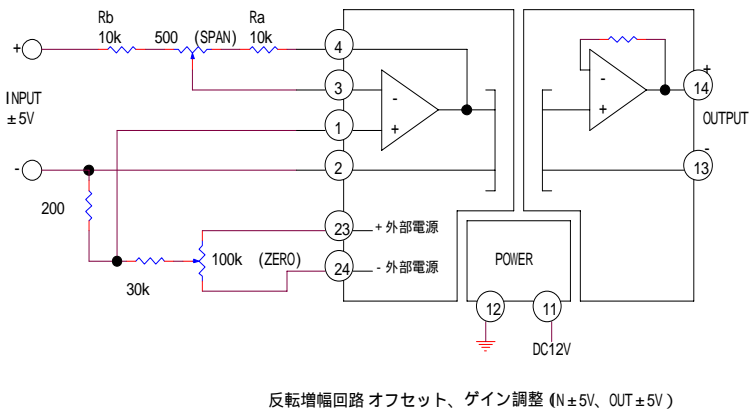 Rb
10k
500 (SPAN)
Ra
10k
+
4
3
1
2
-
INPUT
±5V
-
+
-
+
+
14
OUTPUT
-
13
200
30k
100k (ZERO)
23
+外部電源
24
-外部電源
POWER
12
11
DC12V
反転増幅回路 オフセット、ゲイン調整 (N±5V、OUT±5V)